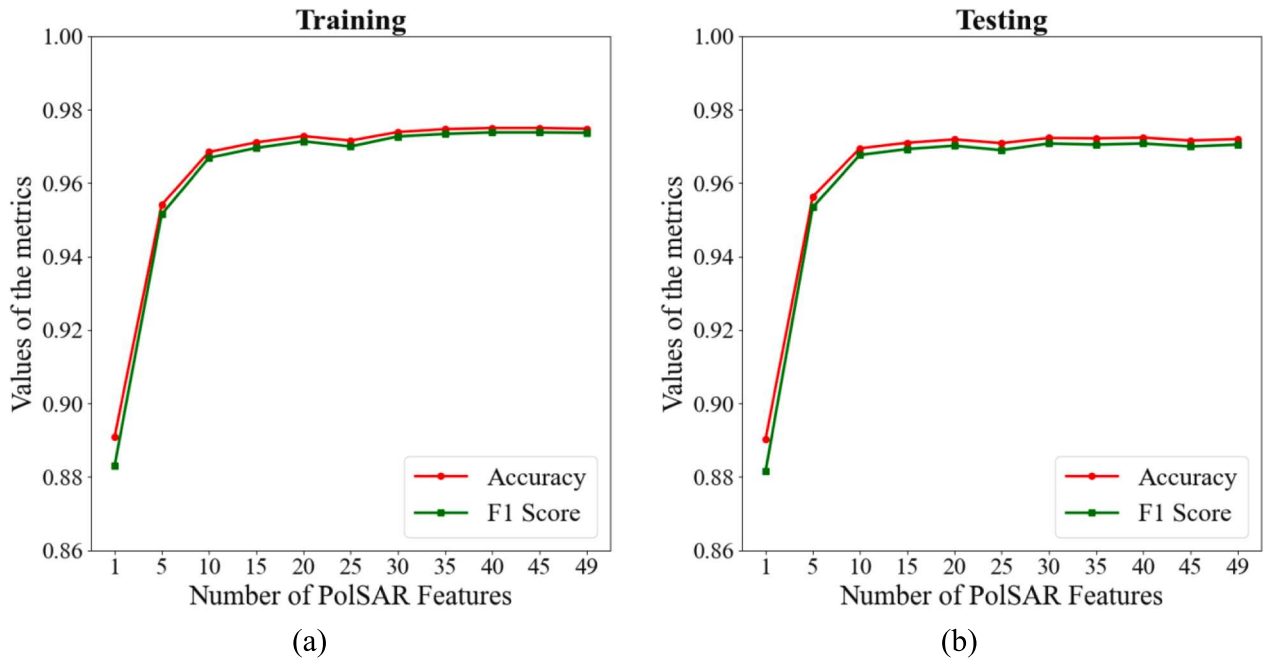 Training
Values of the metrics
1.00
0.98
0.96
0.94
0.92
0.90
0.88
0.86
Accuracy
F1 Score
1 5 10 15 20 25 30 35 40 45 49
Number of PolSAR Features
(a)
Testing
Values of the metrics
1.00
0.98
0.96
0.94
0.92
0.90
0.88
0.86
Accuracy
F1 Score
1 5 10 15 20 25 30 35 40 45 49
Number of PolSAR Features
(b)